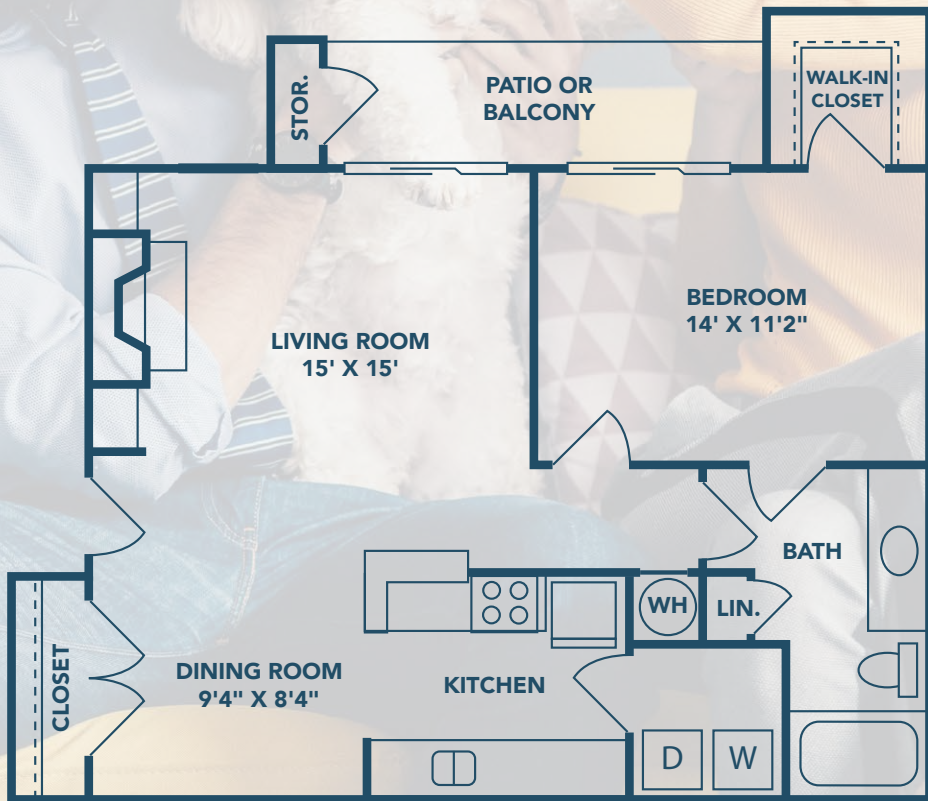 STOR.
PATIO OR
BALCONY
WALK-IN
CLOSET
BEDROOM
14' X 11'2"
LIVING ROOM
15' X 15'
BATH
WH
LIN.
CLOSET
DINING ROOM
9'4" X 8'4"
KITCHEN
D
W